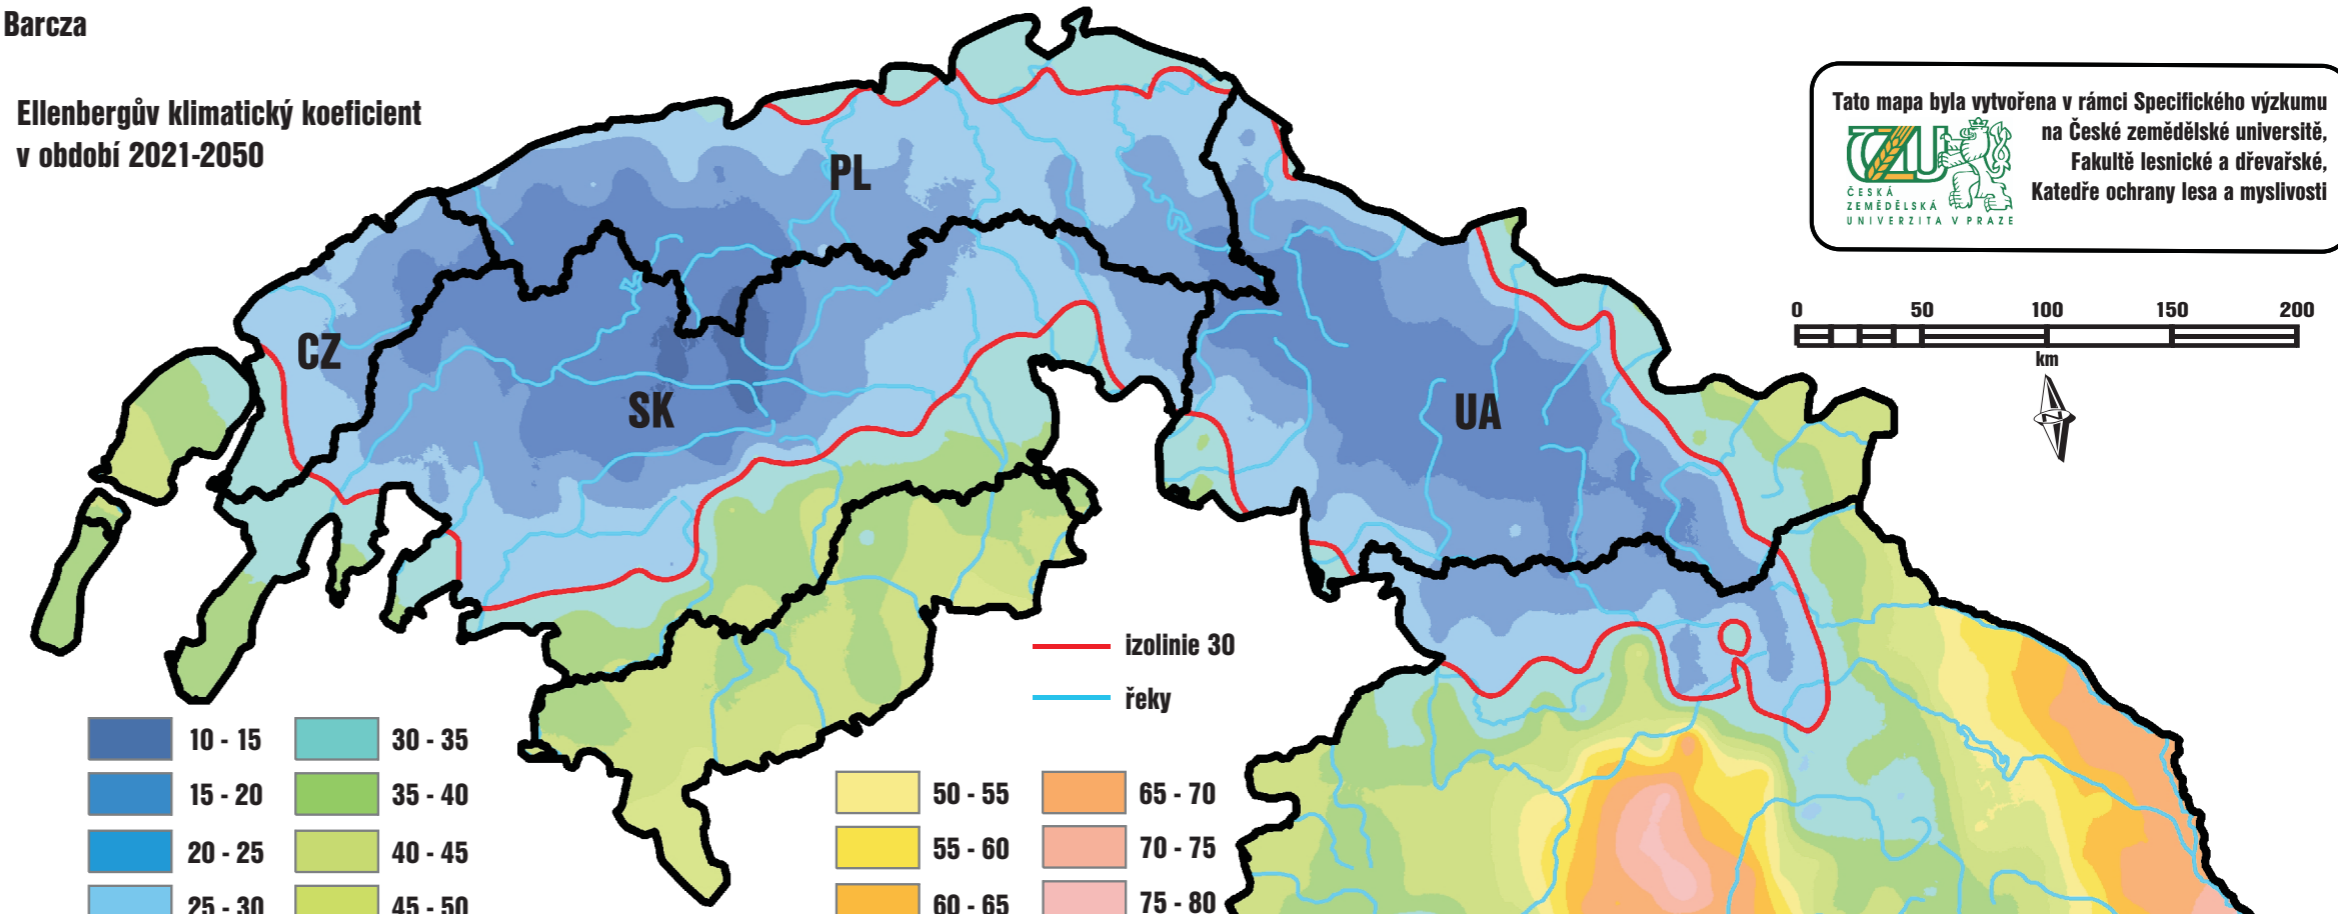 Barcza
Ellenbergův klimatický koeficient
v období 2021-2050
Tato mapa byla vytvořena v rámci Specifického výzkumu
na České zemědělské universitě,
Fakultě lesnické a dřevařské,
Katedře ochrany lesa a myslivosti
ČZU
ČESKÁ
ZEMĚDĚLSKÁ
UNIVERZITA V PRAZE
0 50 100 150 200
km
N
PL
CZ
SK
UA
izolinie 30
řeky
10 - 15
15 - 20
20 - 25
25 - 30
30 - 35
35 - 40
40 - 45
45 - 50
50 - 55
55 - 60
60 - 65
65 - 70
70 - 75
75 - 80